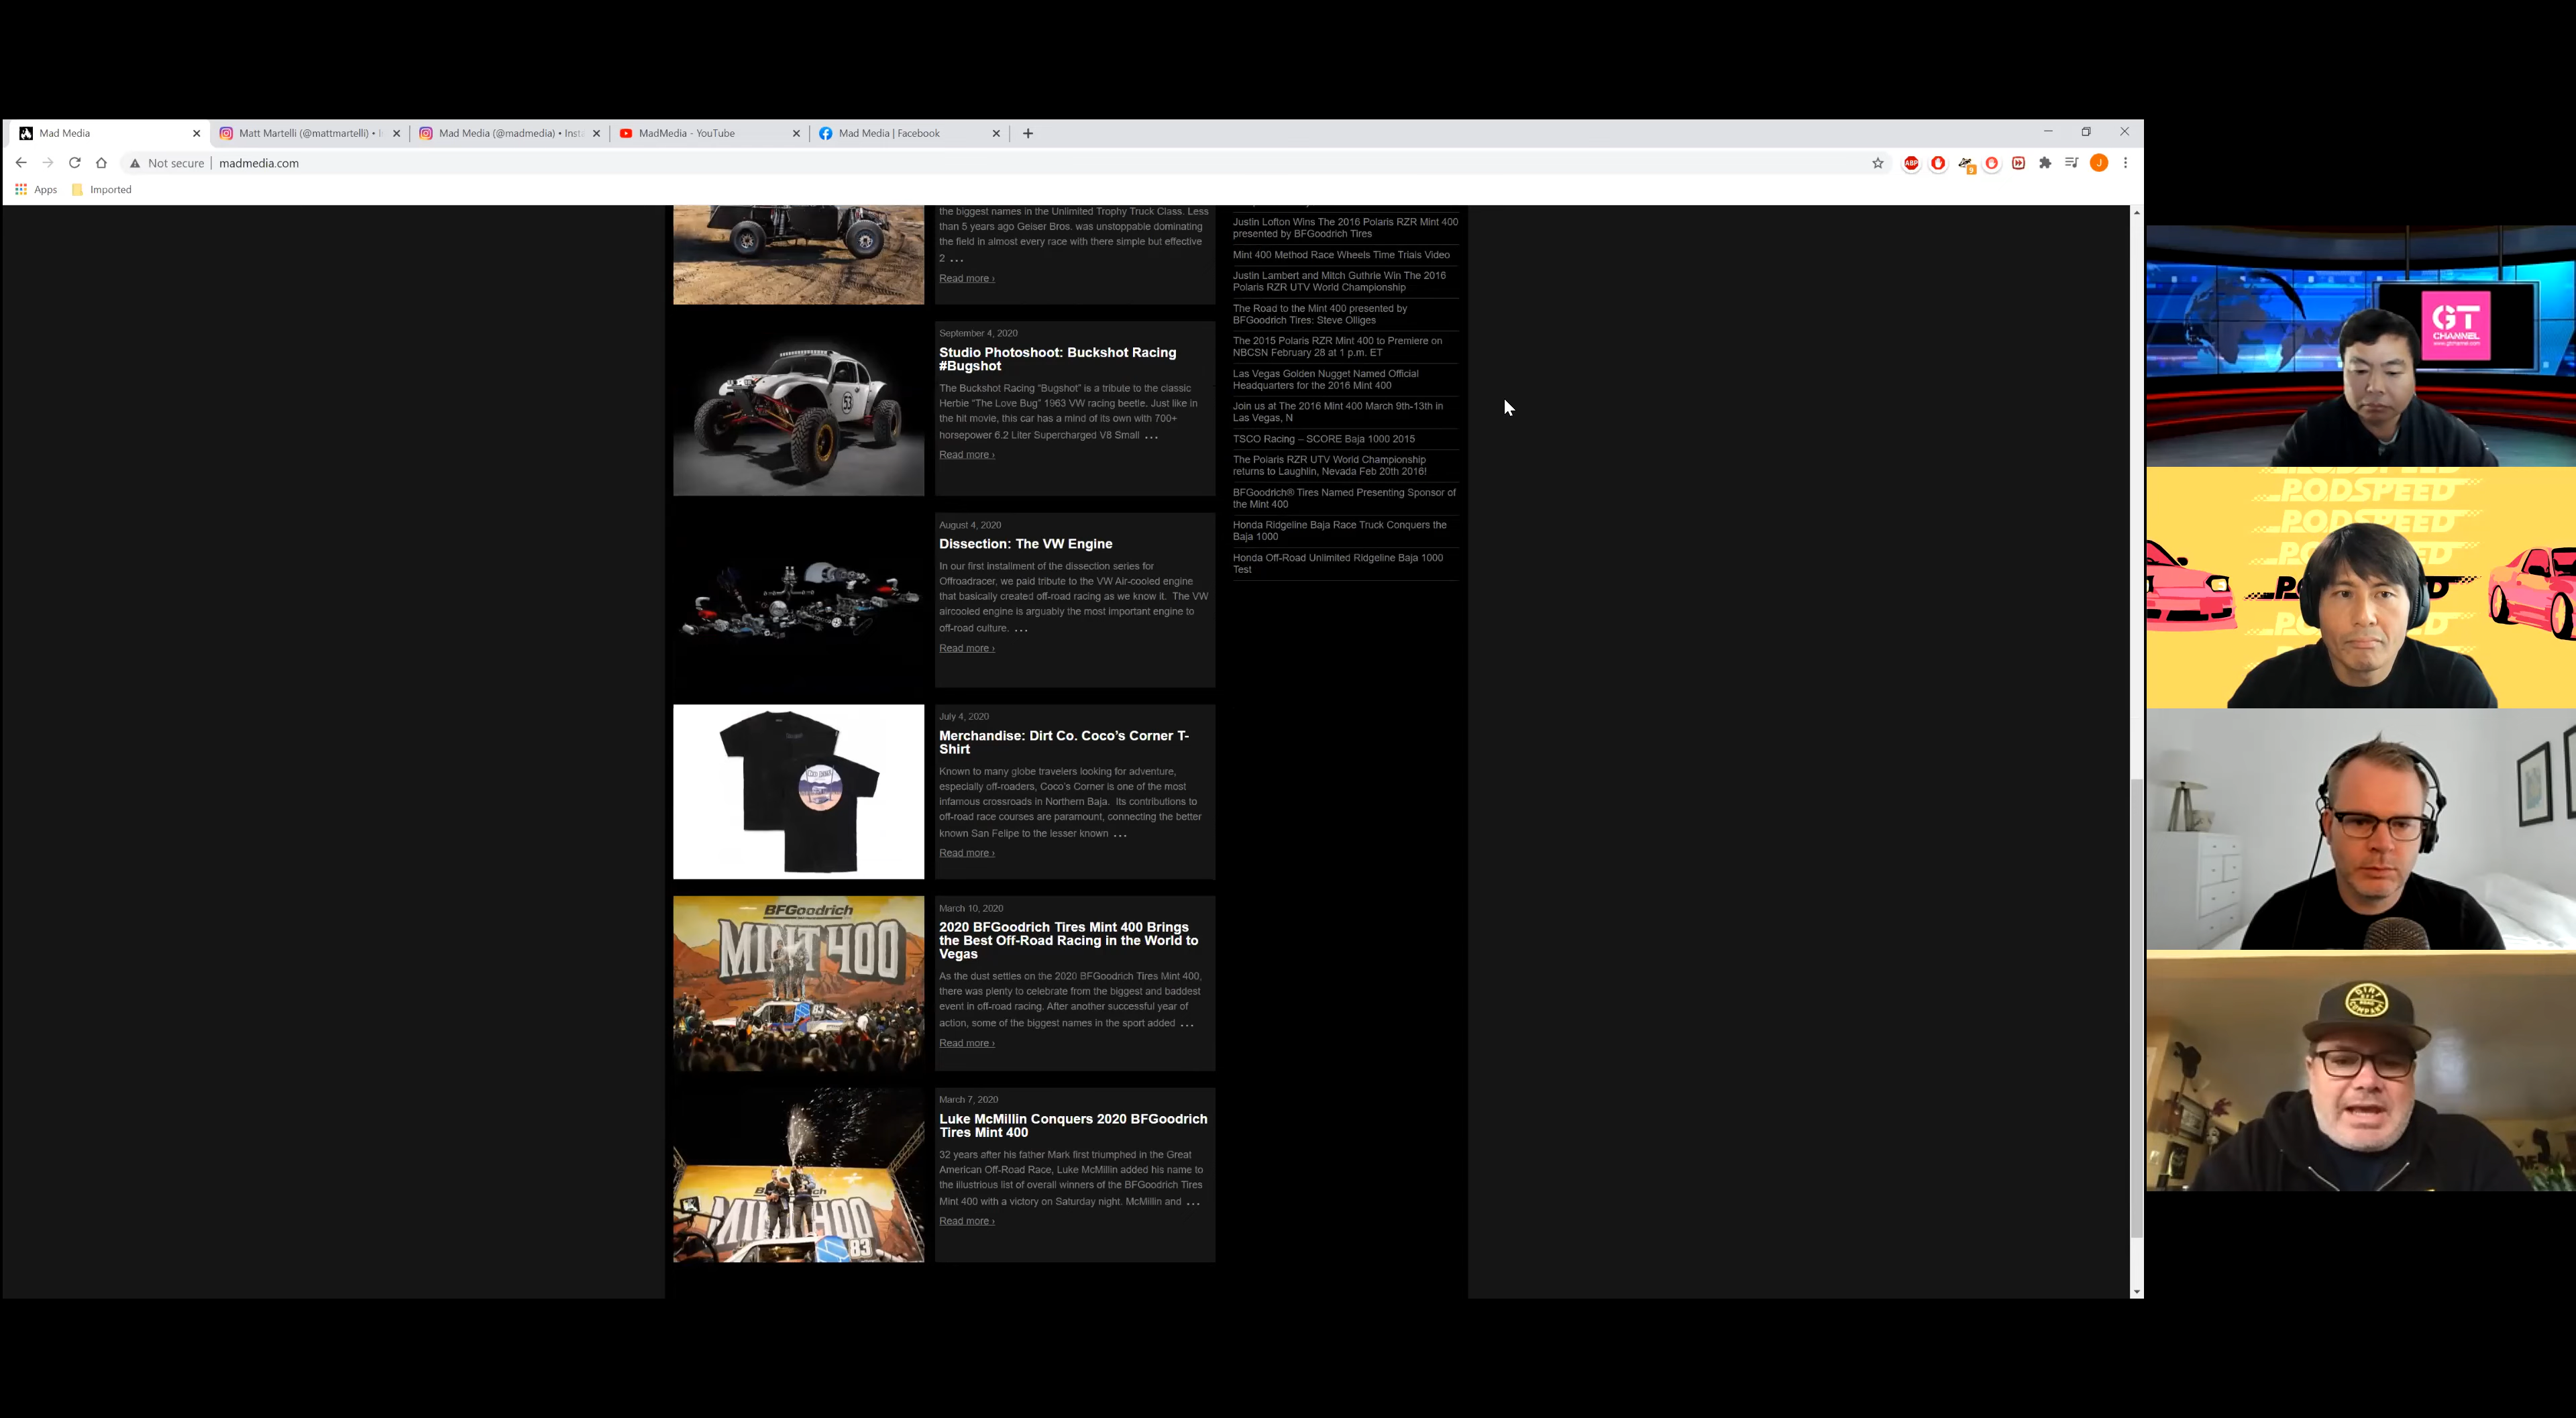 Mad Media
Matt Martelli (@mattmartelli) •
Mad Media (@madmedia) • Insta
MadMedia - YouTube
Mad Media | Facebook
Not secure | madmedia.com
ABP
9
J
Apps
Imported
the biggest names in the Unlimited Trophy Truck Class. Less
than 5 years ago Geiser Bros. was unstoppable dominating
the field in almost every race with there simple but effective
2 ...
Read more ›
September 4, 2020
Studio Photoshoot: Buckshot Racing
#Bugshot
The Buckshot Racing “Bugshot” is a tribute to the classic
Herbie “The Love Bug” 1963 VW racing beetle. Just like in
the hit movie, this car has a mind of its own with 700+
horsepower 6.2 Liter Supercharged V8 Small ...
Read more ›
53
August 4, 2020
Dissection: The VW Engine
In our first installment of the dissection series for
Offroadracer, we paid tribute to the VW Air-cooled engine
that basically created off-road racing as we know it. The VW
aircooled engine is arguably the most important engine to
off-road culture. ...
Read more ›
July 4, 2020
Merchandise: Dirt Co. Coco’s Corner T-
Shirt
Known to many globe travelers looking for adventure,
especially off-roaders, Coco’s Corner is one of the most
infamous crossroads in Northern Baja. Its contributions to
off-road race courses are paramount, connecting the better
known San Felipe to the lesser known ...
Read more ›
BFGoodrich
MINT 400
83
March 10, 2020
2020 BFGoodrich Tires Mint 400 Brings
the Best Off-Road Racing in the World to
Vegas
As the dust settles on the 2020 BFGoodrich Tires Mint 400,
there was plenty to celebrate from the biggest and baddest
event in off-road racing. After another successful year of
action, some of the biggest names in the sport added ...
Read more ›
MINT 400
83
March 7, 2020
Luke McMillin Conquers 2020 BFGoodrich
Tires Mint 400
32 years after his father Mark first triumphed in the Great
American Off-Road Race, Luke McMillin added his name to
the illustrious list of overall winners of the BFGoodrich Tires
Mint 400 with a victory on Saturday night. McMillin and ...
Read more ›
Justin Lofton Wins The 2016 Polaris RZR Mint 400
presented by BFGoodrich Tires
Mint 400 Method Race Wheels Time Trials Video
Justin Lambert and Mitch Guthrie Win The 2016
Polaris RZR UTV World Championship
The Road to the Mint 400 presented by
BFGoodrich Tires: Steve Olliges
The 2015 Polaris RZR Mint 400 to Premiere on
NBCSN February 28 at 1 p.m. ET
Las Vegas Golden Nugget Named Official
Headquarters for the 2016 Mint 400
Join us at The 2016 Mint 400 March 9th-13th in
Las Vegas, N
TSCO Racing – SCORE Baja 1000 2015
The Polaris RZR UTV World Championship
returns to Laughlin, Nevada Feb 20th 2016!
BFGoodrich® Tires Named Presenting Sponsor of
the Mint 400
Honda Ridgeline Baja Race Truck Conquers the
Baja 1000
Honda Off-Road Unlimited Ridgeline Baja 1000
Test
GT
CHANNEL
www.gtchannel.com
PODSPEED
PODSPEED
DIRT
COMPANY